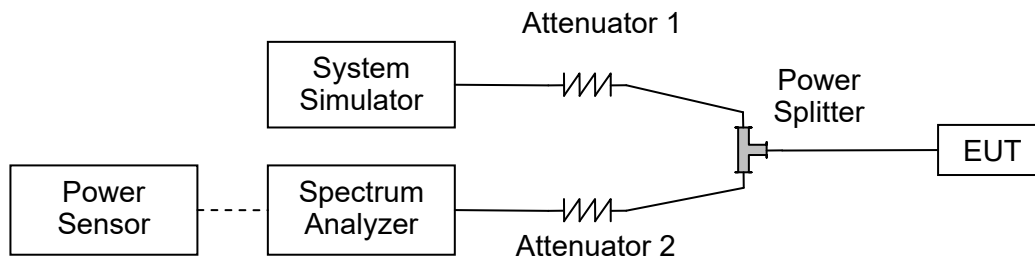 Attenuator 1
System
Simulator
Power
Splitter
EUT
Power
Sensor
Spectrum
Analyzer
Attenuator 2